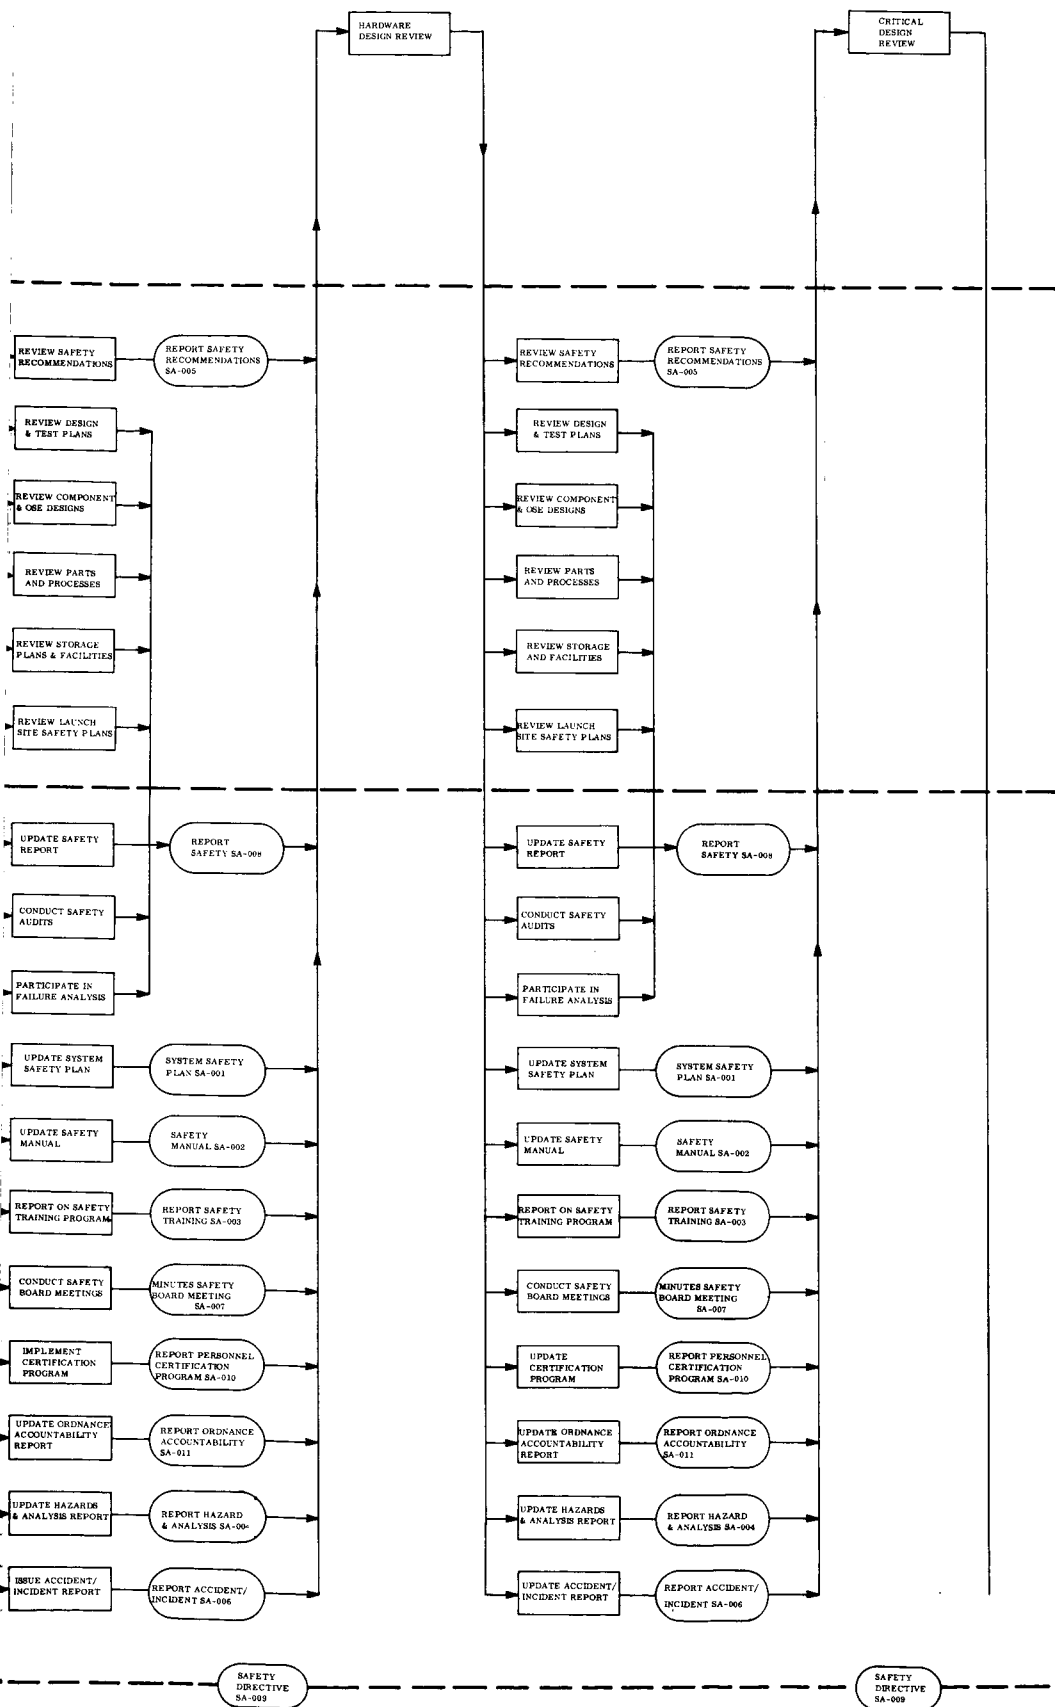 HARDWARE
DESIGN REVIEW
CRITICAL
DESIGN
REVIEW
REVIEW SAFETY
RECOMMENDATIONS
REPORT SAFETY
RECOMMENDATIONS
SA-005
REVIEW DESIGN
& TEST PLANS
REVIEW COMPONENT
& OSE DESIGNS
REVIEW PARTS
AND PROCESSES
REVIEW STORAGE
PLANS & FACILITIES
REVIEW LAUNCH
SITE SAFETY PLANS
UPDATE SAFETY
REPORT
REPORT
SAFETY SA-008
CONDUCT SAFETY
AUDITS
PARTICIPATE IN
FAILURE ANALYSIS
UPDATE SYSTEM
SAFETY PLAN
SYSTEM SAFETY
PLAN SA-001
UPDATE SAFETY
MANUAL
SAFETY
MANUAL SA-002
REPORT ON SAFETY
TRAINING PROGRAM
REPORT SAFETY
TRAINING SA-003
CONDUCT SAFETY
BOARD MEETINGS
MINUTES SAFETY
BOARD MEETING
SA-007
IMPLEMENT
CERTIFICATION
PROGRAM
REPORT PERSONNEL
CERTIFICATION
PROGRAM SA-010
UPDATE ORDNANCE
ACCOUNTABILITY
REPORT
REPORT ORDNANCE
ACCOUNTABILITY
SA-011
UPDATE HAZARDS
& ANALYSIS REPORT
REPORT HAZARD
& ANALYSIS SA-004
ISSUE ACCIDENT/
INCIDENT REPORT
REPORT ACCIDENT/
INCIDENT SA-006
REVIEW SAFETY
RECOMMENDATIONS
REPORT SAFETY
RECOMMENDATIONS
SA-005
REVIEW DESIGN
& TEST PLANS
REVIEW COMPONENT
& OSE DESIGNS
REVIEW PARTS
AND PROCESSES
REVIEW STORAGE
AND FACILITIES
REVIEW LAUNCH
SITE SAFETY PLANS
UPDATE SAFETY
REPORT
REPORT
SAFETY SA-008
CONDUCT SAFETY
AUDITS
PARTICIPATE IN
FAILURE ANALYSIS
UPDATE SYSTEM
SAFETY PLAN
SYSTEM SAFETY
PLAN SA-001
UPDATE SAFETY
MANUAL
SAFETY
MANUAL SA-002
REPORT ON SAFETY
TRAINING PROGRAM
REPORT SAFETY
TRAINING SA-003
CONDUCT SAFETY
BOARD MEETINGS
MINUTES SAFETY
BOARD MEETING
SA-007
UPDATE
CERTIFICATION
PROGRAM
REPORT PERSONNEL
CERTIFICATION
PROGRAM SA-010
UPDATE ORDNANCE
ACCOUNTABILITY
REPORT
REPORT ORDNANCE
ACCOUNTABILITY
SA-011
UPDATE HAZARDS
& ANALYSIS REPORT
REPORT HAZARD
& ANALYSIS SA-004
UPDATE ACCIDENT/
INCIDENT REPORT
REPORT ACCIDENT/
INCIDENT SA-006
SAFETY
DIRECTIVE
SA-009
SAFETY
DIRECTIVE
SA-009